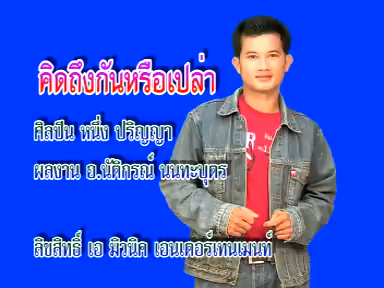 คิดถึงกันหรือเปล่า
ศิลปิน หนึ่ง ปริญญา
ผลงาน อ.นัติกรณ์ นนทะบุตร
ลิขสิทธิ์ เอ มิวนิค เอนเตอร์เทนเมนท์